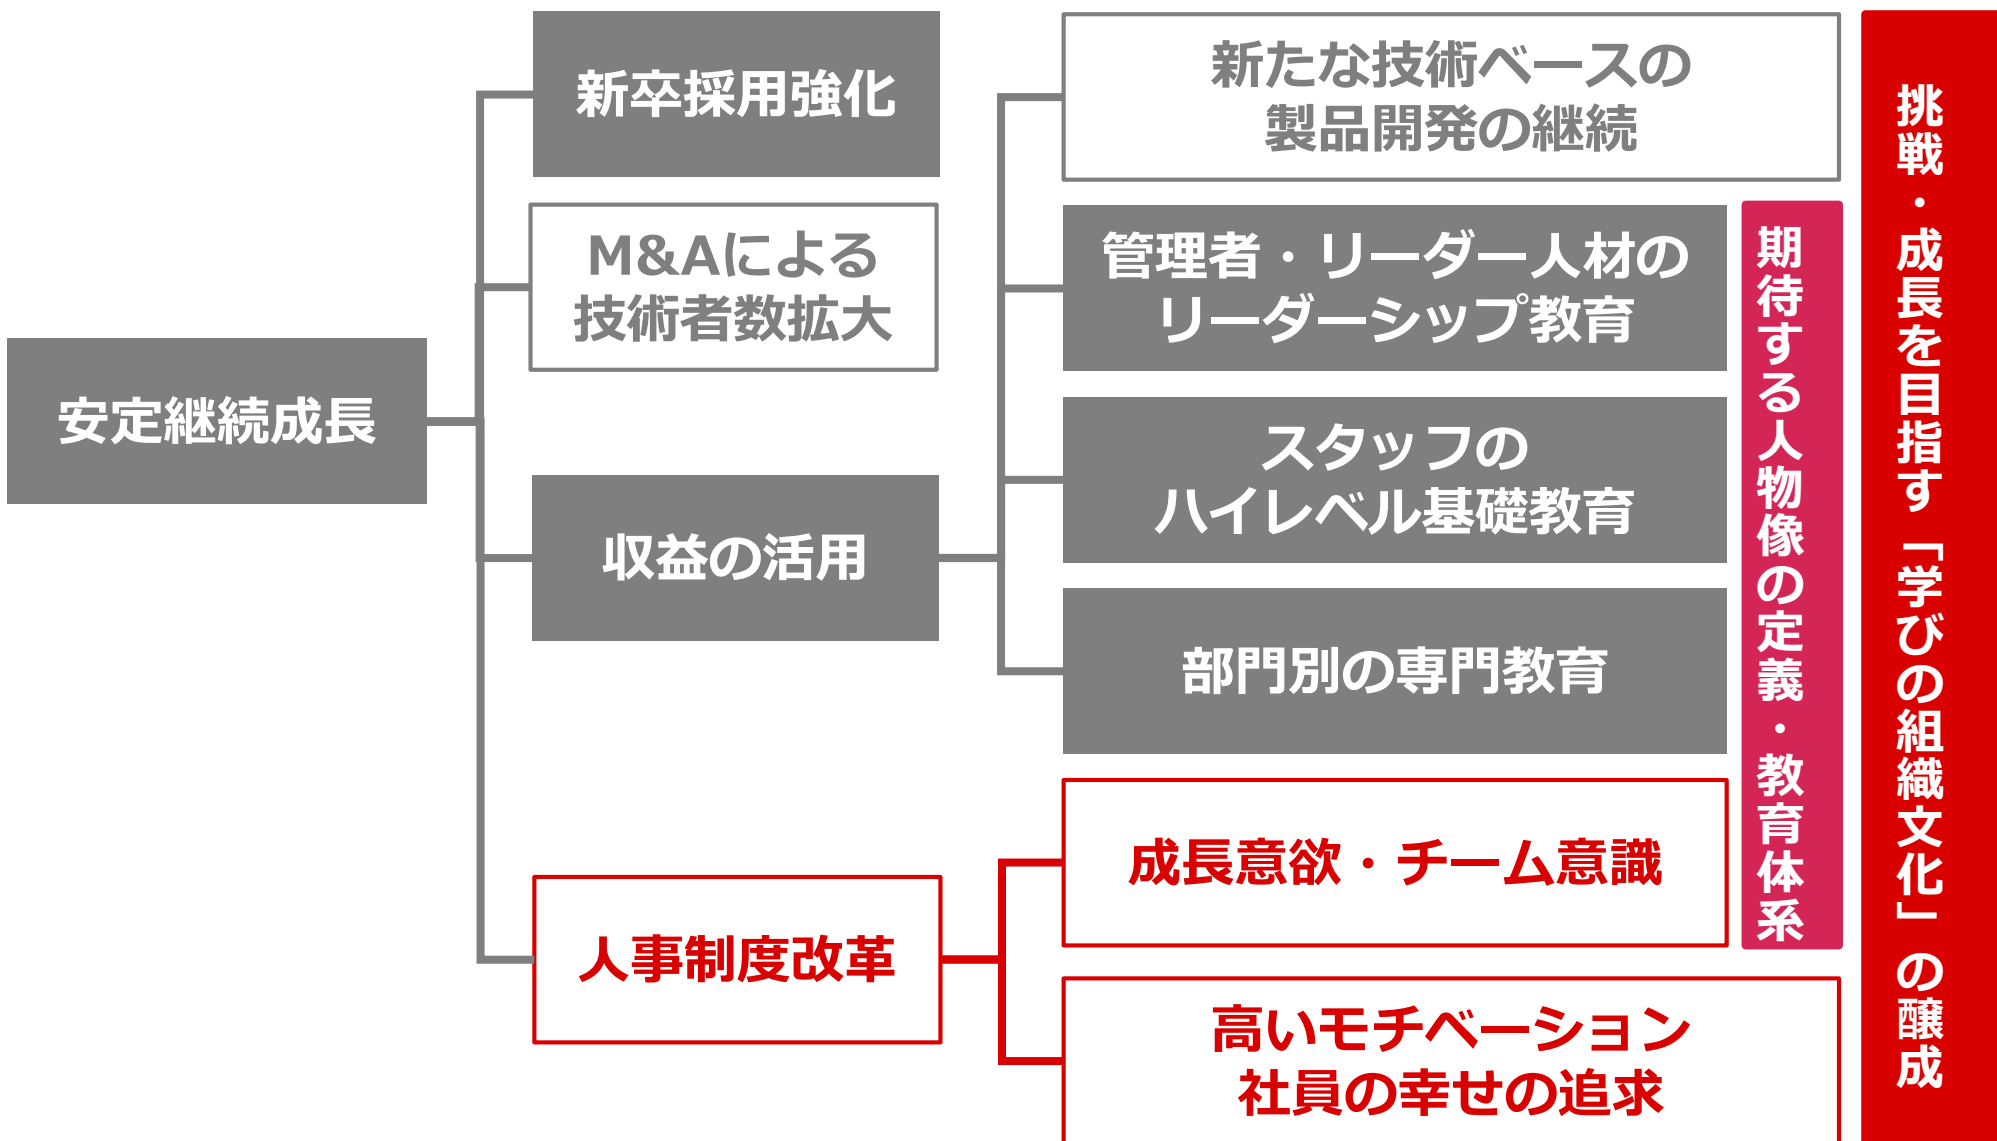 安定継続成長
新卒採用強化
M&Aによる
技術者数拡大
収益の活用
人事制度改革
新たな技術ベースの
製品開発の継続
管理者・リーダー人材の
リーダーシップ教育
スタッフの
ハイレベル基礎教育
部門別の専門教育
成長意欲・チーム意識
高いモチベーション
社員の幸せの追求
期待する人物像の定義・教育体系
挑戦・成長を目指す「学びの組織文化」の醸成